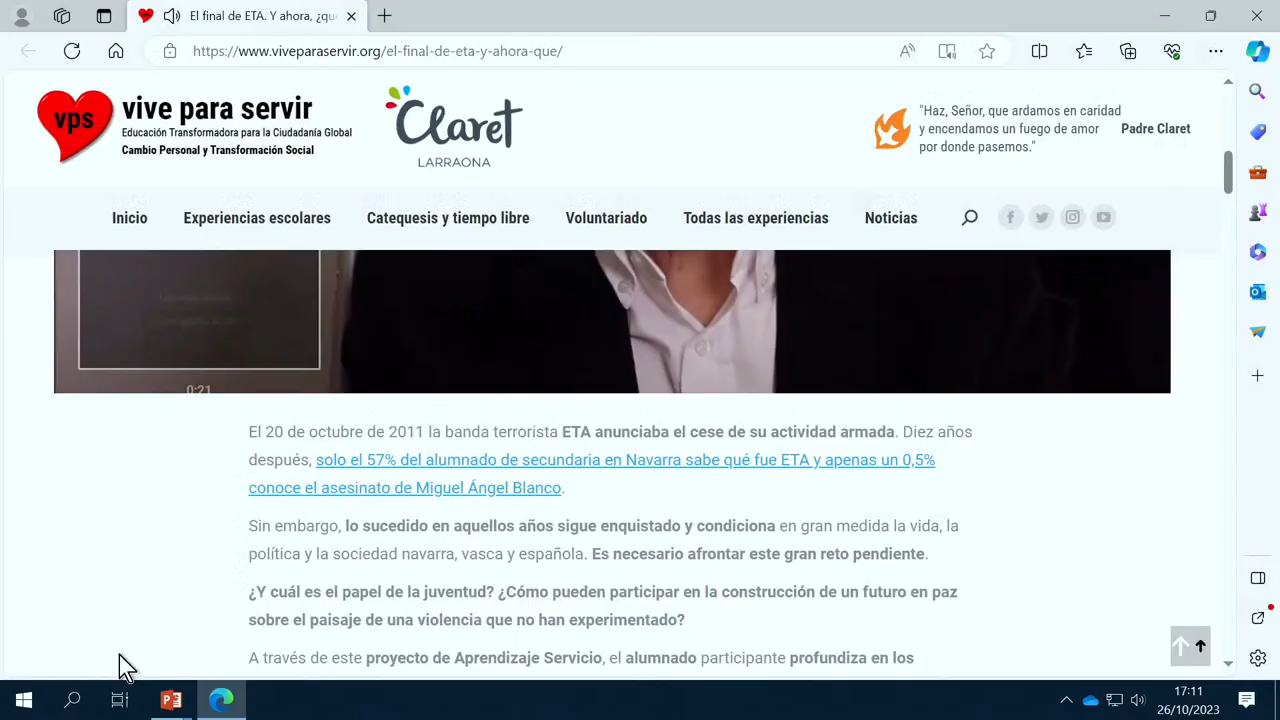 El final de ETA. Y ahora, ¿qu
https://www.viveparaservir.org/el-final-de-eta-y-ahora-que/
vps
vive para servir
Educación Transformadora para la Ciudadanía Global
Cambio Personal y Transformación Social
Claret
LARRAONA
"Haz, Señor, que ardamos en caridad
y encendamos un fuego de amor
por donde pasemos."
Padre Claret
Inicio Experiencias escolares Catequesis y tiempo libre Voluntariado Todas las experiencias Noticias
0:21
El 20 de octubre de 2011 la banda terrorista ETA anunciaba el cese de su actividad armada. Diez años
después, solo el 57% del alumnado de secundaria en Navarra sabe qué fue ETA y apenas un 0,5%
conoce el asesinato de Miguel Ángel Blanco.
Sin embargo, lo sucedido en aquellos años sigue enquistado y condiciona en gran medida la vida, la
política y la sociedad navarra, vasca y española. Es necesario afrontar este gran reto pendiente.
¿Y cuál es el papel de la juventud? ¿Cómo pueden participar en la construcción de un futuro en paz
sobre el paisaje de una violencia que no han experimentado?
A través de este proyecto de Aprendizaje Servicio, el alumnado participante profundiza en los
17:11
26/10/2023